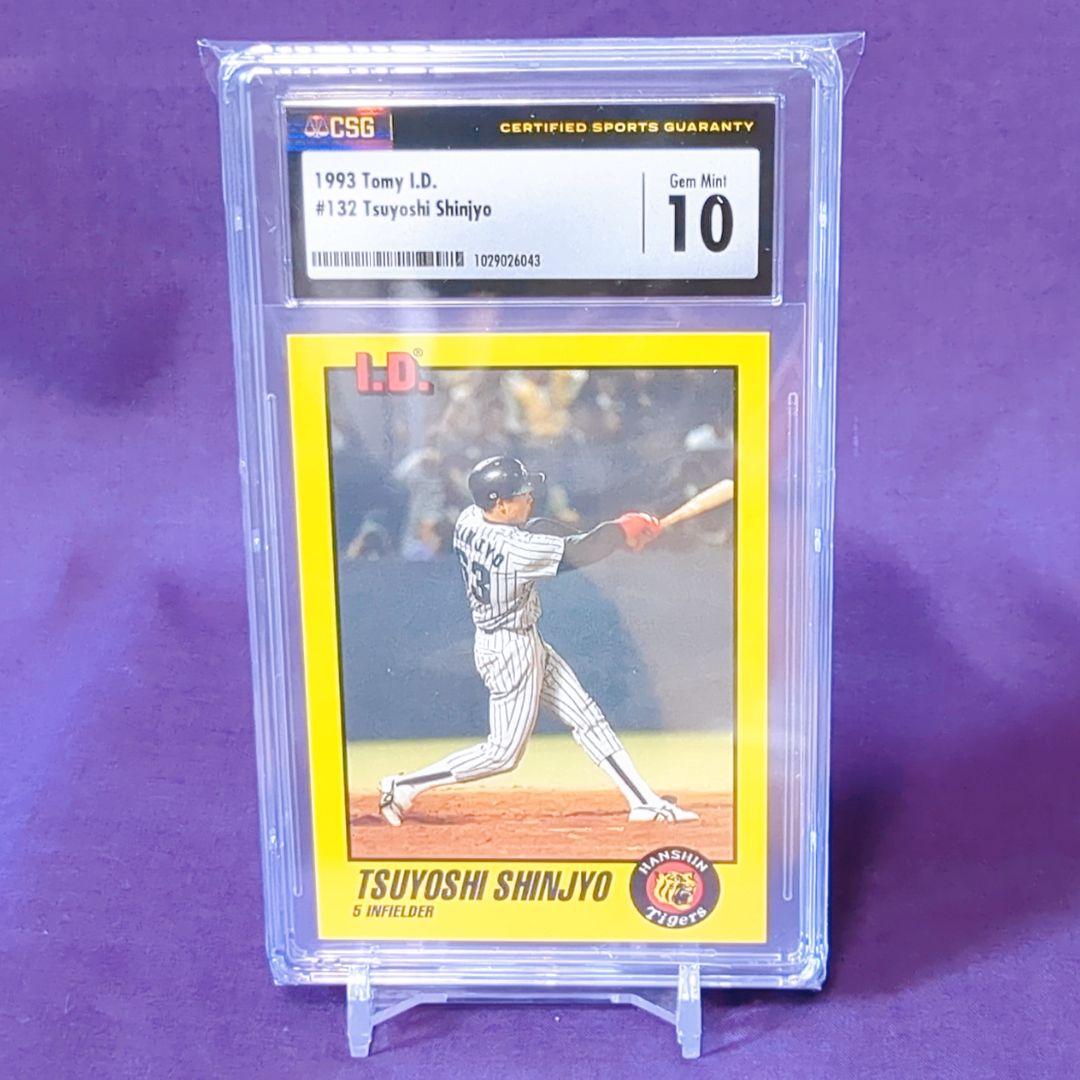 CSG
CERTIFIED SPORTS GUARANTY
1993 Tomy I.D.
#132 Tsuyoshi Shinjyo
Gem Mint
10
1029026043
I.D.®
TSUYOSHI SHINJYO
5 INFIELDER
HANSHIN
Tigers